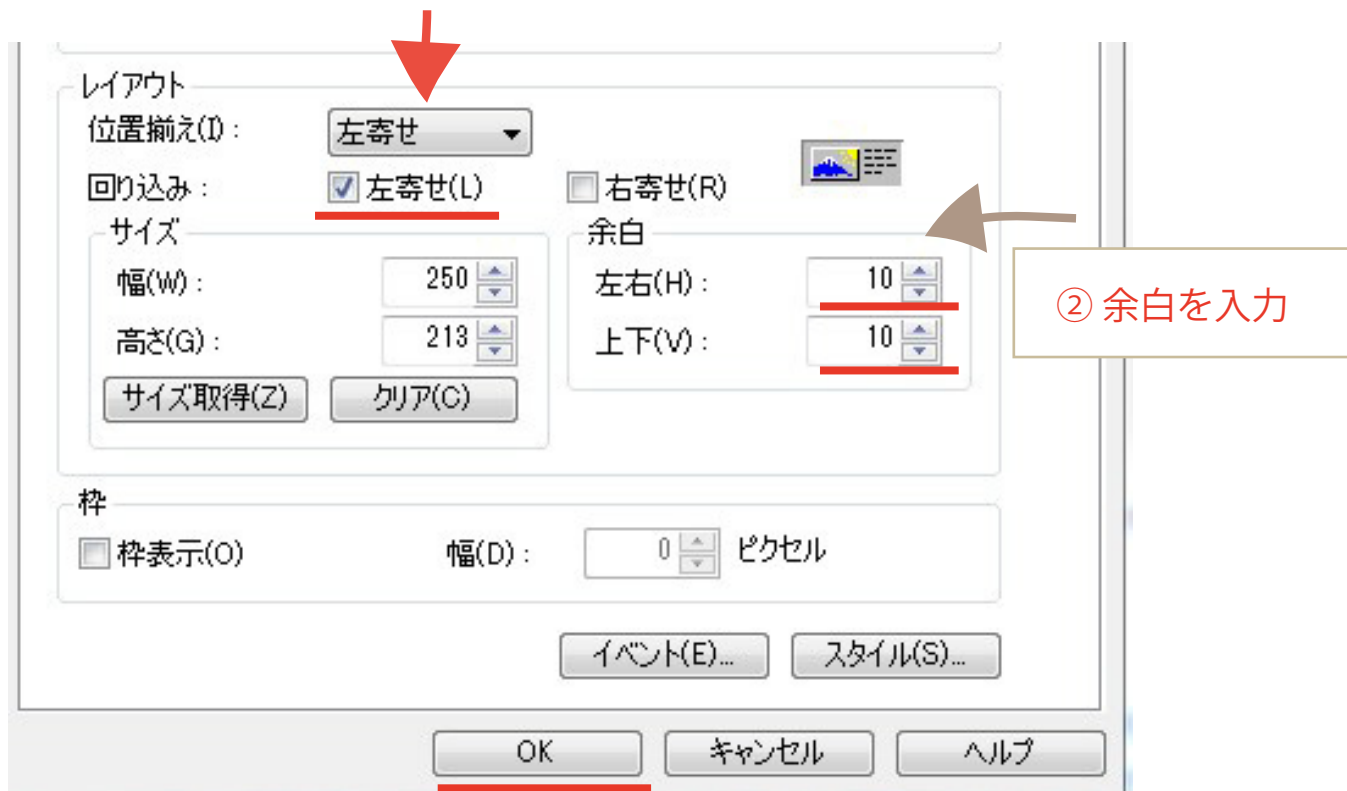 レイアウト
位置揃え(I) :
左寄せ
回り込み :
左寄せ(L)
右寄せ(R)
サイズ
余白
幅(W) :
250
左右(H) :
10
② 余白を入力
高さ(G) :
213
上下(V) :
10
サイズ取得(Z)
クリア(C)
枠
枠表示(O)
幅(D) :
0
ピクセル
イベント(E)...
スタイル(S)...
OK
キャンセル
ヘルプ